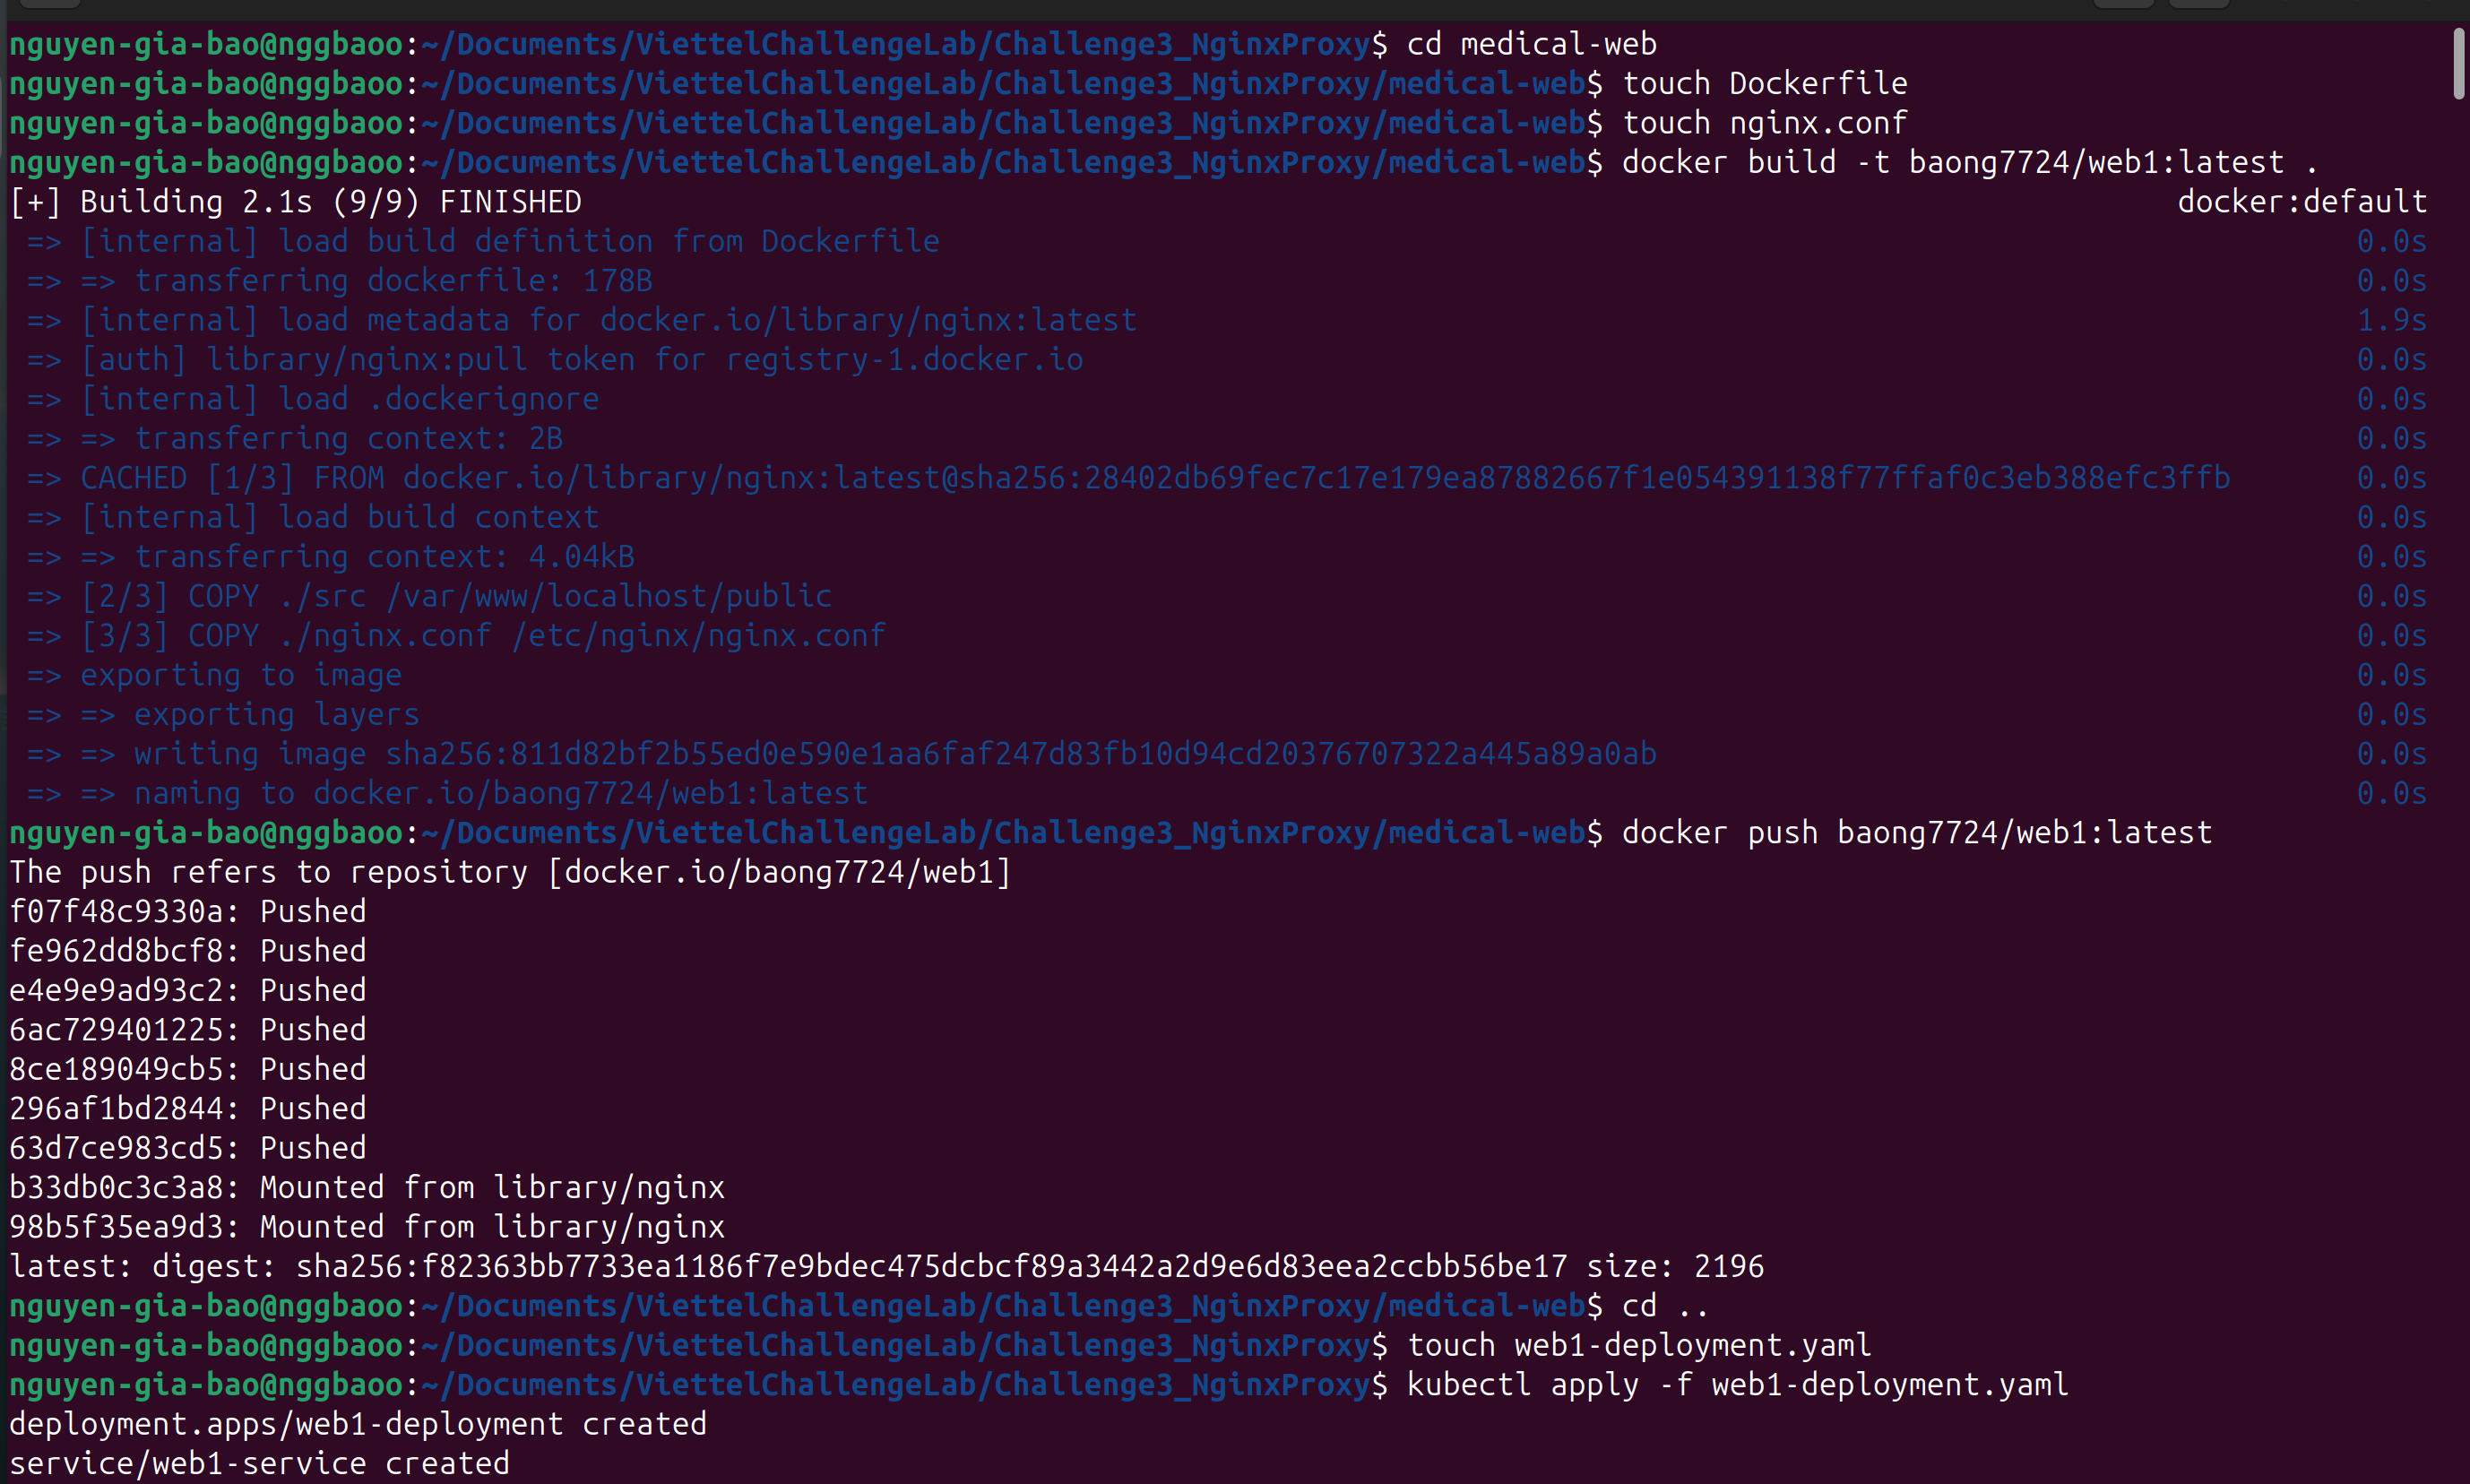 nguyen-gia-bao@nggbaoo:~/Documents/ViettelChallengeLab/Challenge3_NginxProxy$ cd medical-web
nguyen-gia-bao@nggbaoo:~/Documents/ViettelChallengeLab/Challenge3_NginxProxy/medical-web$ touch Dockerfile
nguyen-gia-bao@nggbaoo:~/Documents/ViettelChallengeLab/Challenge3_NginxProxy/medical-web$ touch nginx.conf
nguyen-gia-bao@nggbaoo:~/Documents/ViettelChallengeLab/Challenge3_NginxProxy/medical-web$ docker build -t baong7724/web1:latest .
[+] Building 2.1s (9/9) FINISHED docker:default
=> [internal] load build definition from Dockerfile 0.0s
=> => transferring dockerfile: 178B 0.0s
=> [internal] load metadata for docker.io/library/nginx:latest 1.9s
=> [auth] library/nginx:pull token for registry-1.docker.io 0.0s
=> [internal] load .dockerignore 0.0s
=> => transferring context: 2B 0.0s
=> CACHED [1/3] FROM docker.io/library/nginx:latest@sha256:28402db69fec7c17e179ea87882667f1e054391138f77ffaf0c3eb388efc3ffb 0.0s
=> [internal] load build context 0.0s
=> => transferring context: 4.04kB 0.0s
=> [2/3] COPY ./src /var/www/localhost/public 0.0s
=> [3/3] COPY ./nginx.conf /etc/nginx/nginx.conf 0.0s
=> exporting to image 0.0s
=> => exporting layers 0.0s
=> => writing image sha256:811d82bf2b55ed0e590e1aa6faf247d83fb10d94cd20376707322a445a89a0ab 0.0s
=> => naming to docker.io/baong7724/web1:latest 0.0s
nguyen-gia-bao@nggbaoo:~/Documents/ViettelChallengeLab/Challenge3_NginxProxy/medical-web$ docker push baong7724/web1:latest
The push refers to repository [docker.io/baong7724/web1]
f07f48c9330a: Pushed
fe962dd8bcf8: Pushed
e4e9e9ad93c2: Pushed
6ac729401225: Pushed
8ce189049cb5: Pushed
296af1bd2844: Pushed
63d7ce983cd5: Pushed
b33db0c3c3a8: Mounted from library/nginx
98b5f35ea9d3: Mounted from library/nginx
latest: digest: sha256:f82363bb7733ea1186f7e9bdec475dcbcf89a3442a2d9e6d83eea2ccbb56be17 size: 2196
nguyen-gia-bao@nggbaoo:~/Documents/ViettelChallengeLab/Challenge3_NginxProxy/medical-web$ cd ..
nguyen-gia-bao@nggbaoo:~/Documents/ViettelChallengeLab/Challenge3_NginxProxy$ touch web1-deployment.yaml
nguyen-gia-bao@nggbaoo:~/Documents/ViettelChallengeLab/Challenge3_NginxProxy$ kubectl apply -f web1-deployment.yaml
deployment.apps/web1-deployment created
service/web1-service created